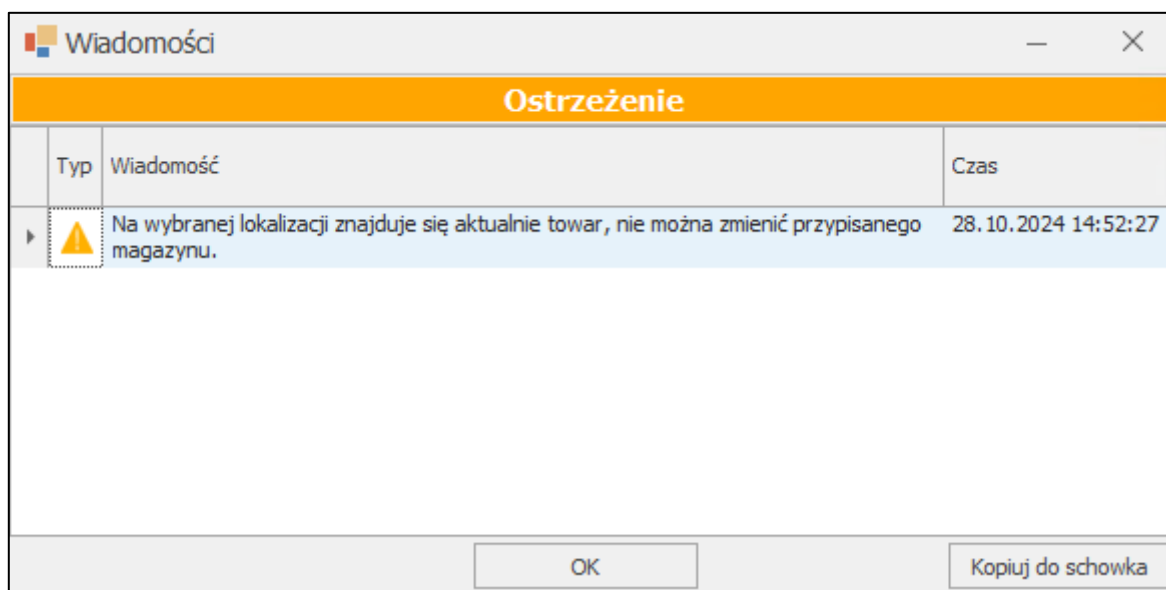 Wiadomości
Ostrzeżenie
Typ Wiadomość Czas
Na wybranej lokalizacji znajduje się aktualnie towar, nie można zmienić przypisanego 28.10.2024 14:52:27
magazynu.
OK Kopiuj do schowka